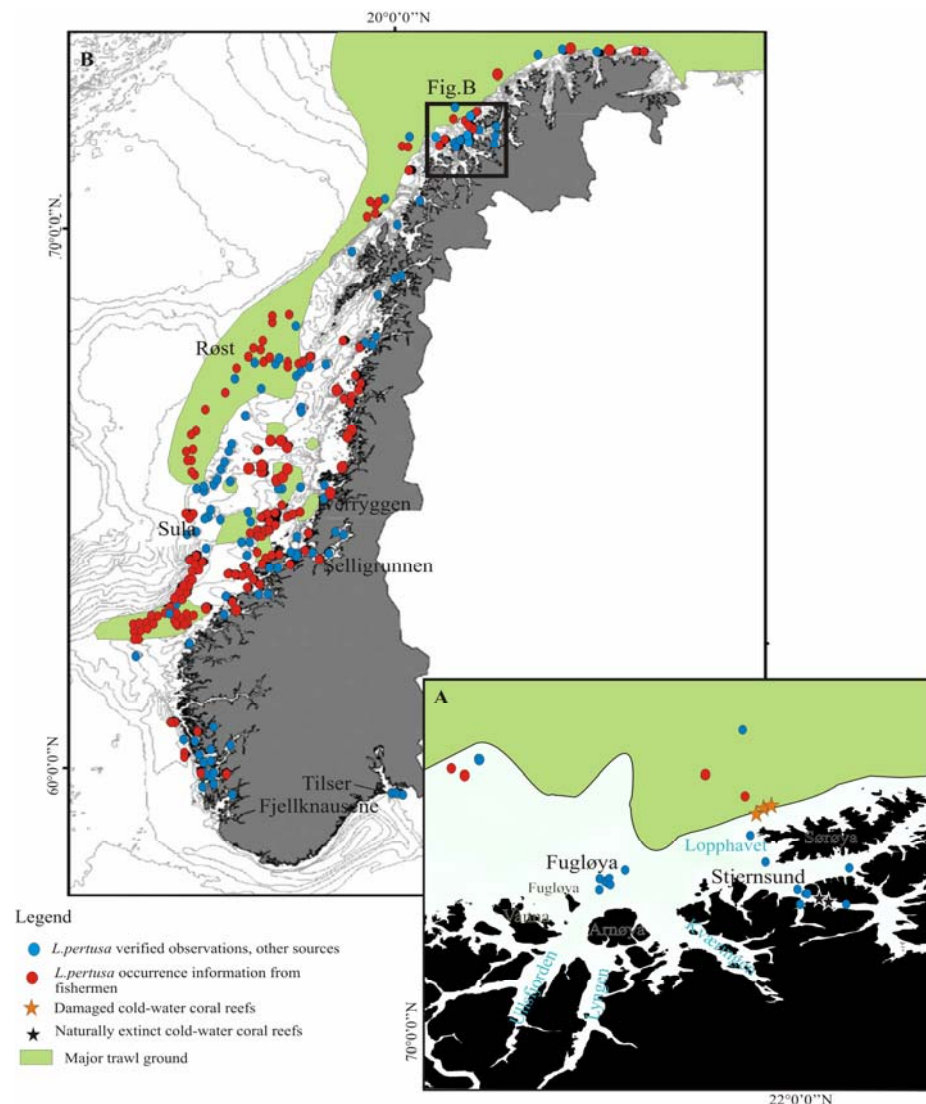 20°0'0"N
B
Fig.B
70°0'0"N
Røst
Sula
Selligrunnen
60°0'0"N
Tilser
Fjellknausene
A
Lopphavet
Sørøya
Fugløya
Stjernsund
Fugløya
Vanna
Arnøya
Lyngen
70°0'0"N
22°0'0"N
Legend
L.pertusa verified observations, other sources
L.pertusa occurrence information from
fishermen
Damaged cold-water coral reefs
Naturally extinct cold-water coral reefs
Major trawl ground